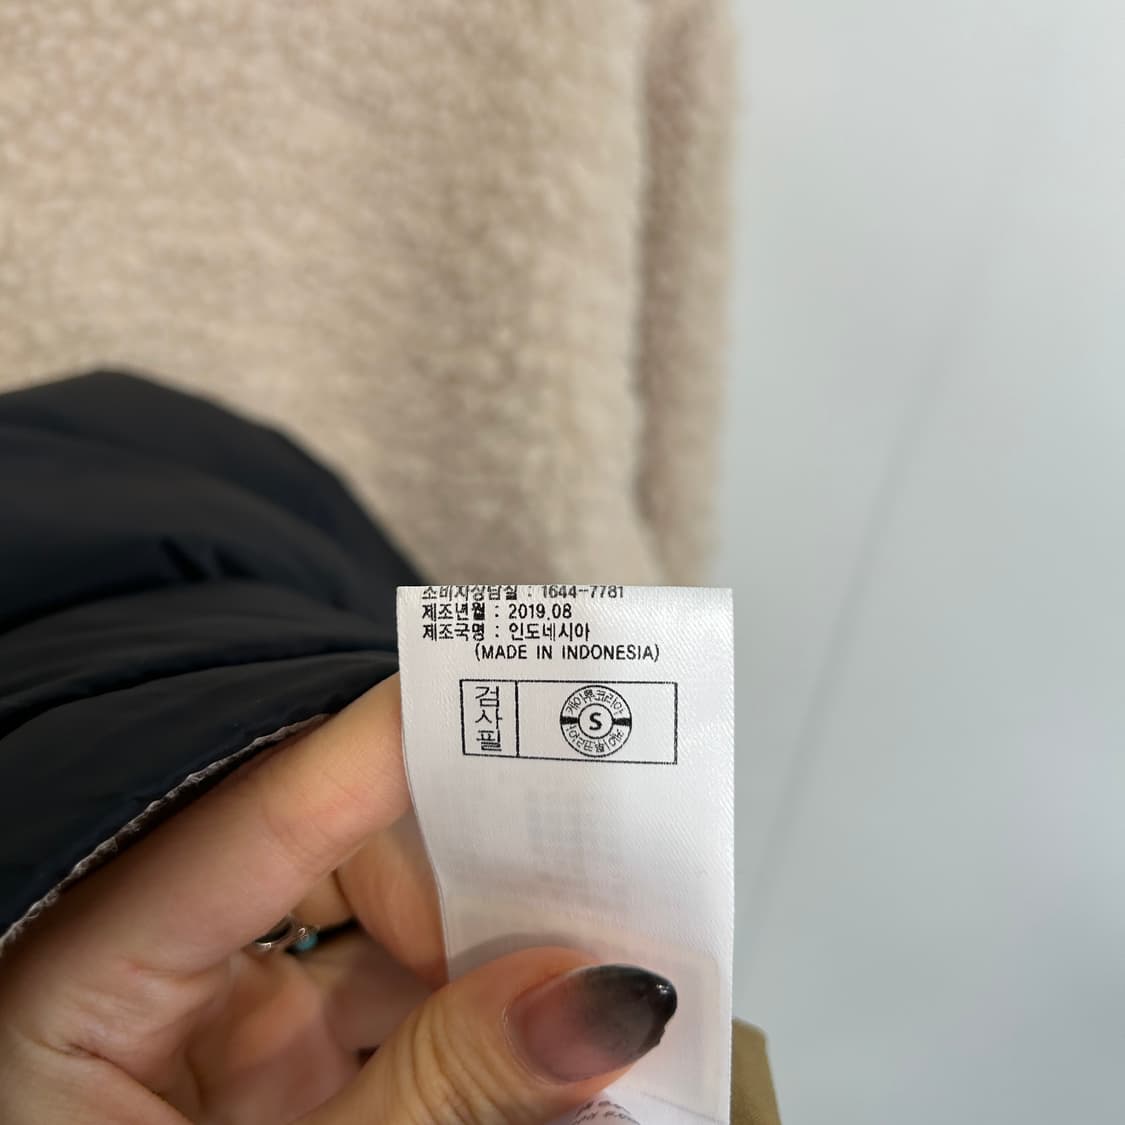 소비자상담실 : 1644-7781
제조년월 : 2019.08
제조국명 : 인도네시아
(MADE IN INDONESIA)
검사필
S